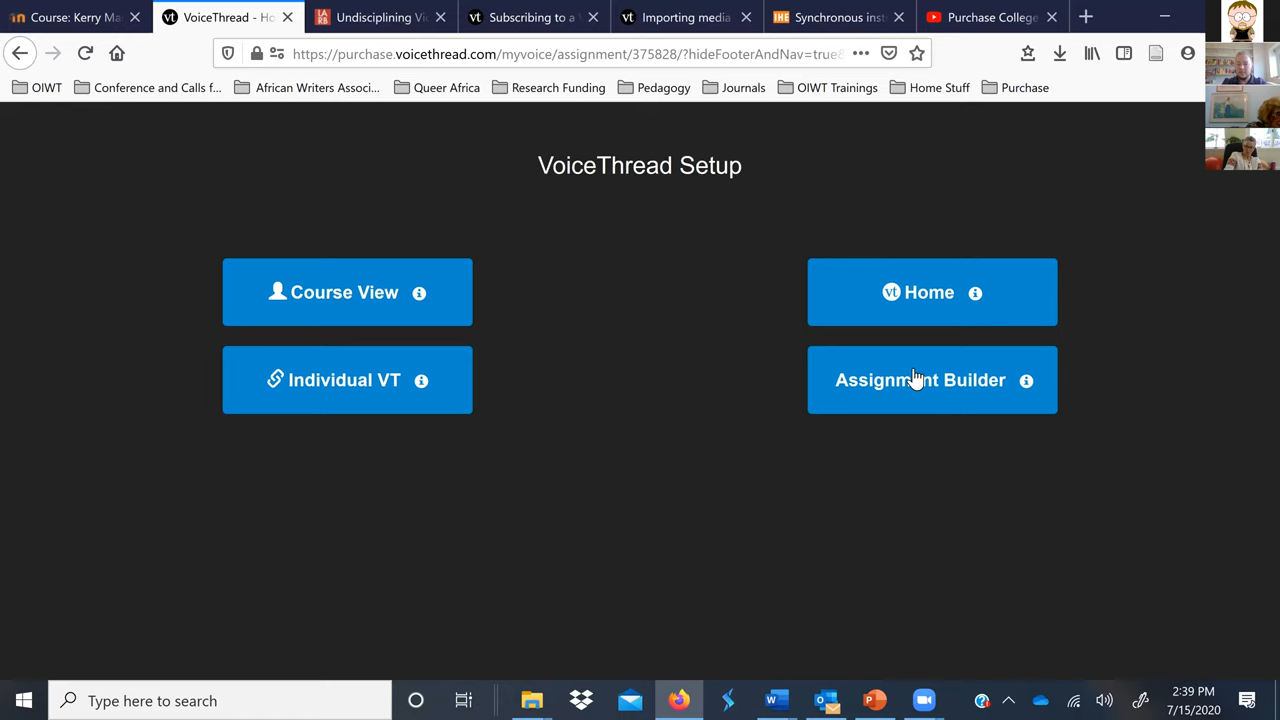 Course: Kerry Ma
VoiceThread - Ho
Undisciplining Vi
Subscribing to a
Importing media
Synchronous inst
Purchase College
https://purchase.voicethread.com/myvoice/assignment/375828/?hideFooterAndNav=true
OIWT
Conference and Calls f...
African Writers Associ...
Queer Africa
Research Funding
Pedagogy
Journals
OIWT Trainings
Home Stuff
Purchase
VoiceThread Setup
Course View
vt Home
Individual VT
Assignment Builder
Type here to search
2:39 PM
7/15/2020